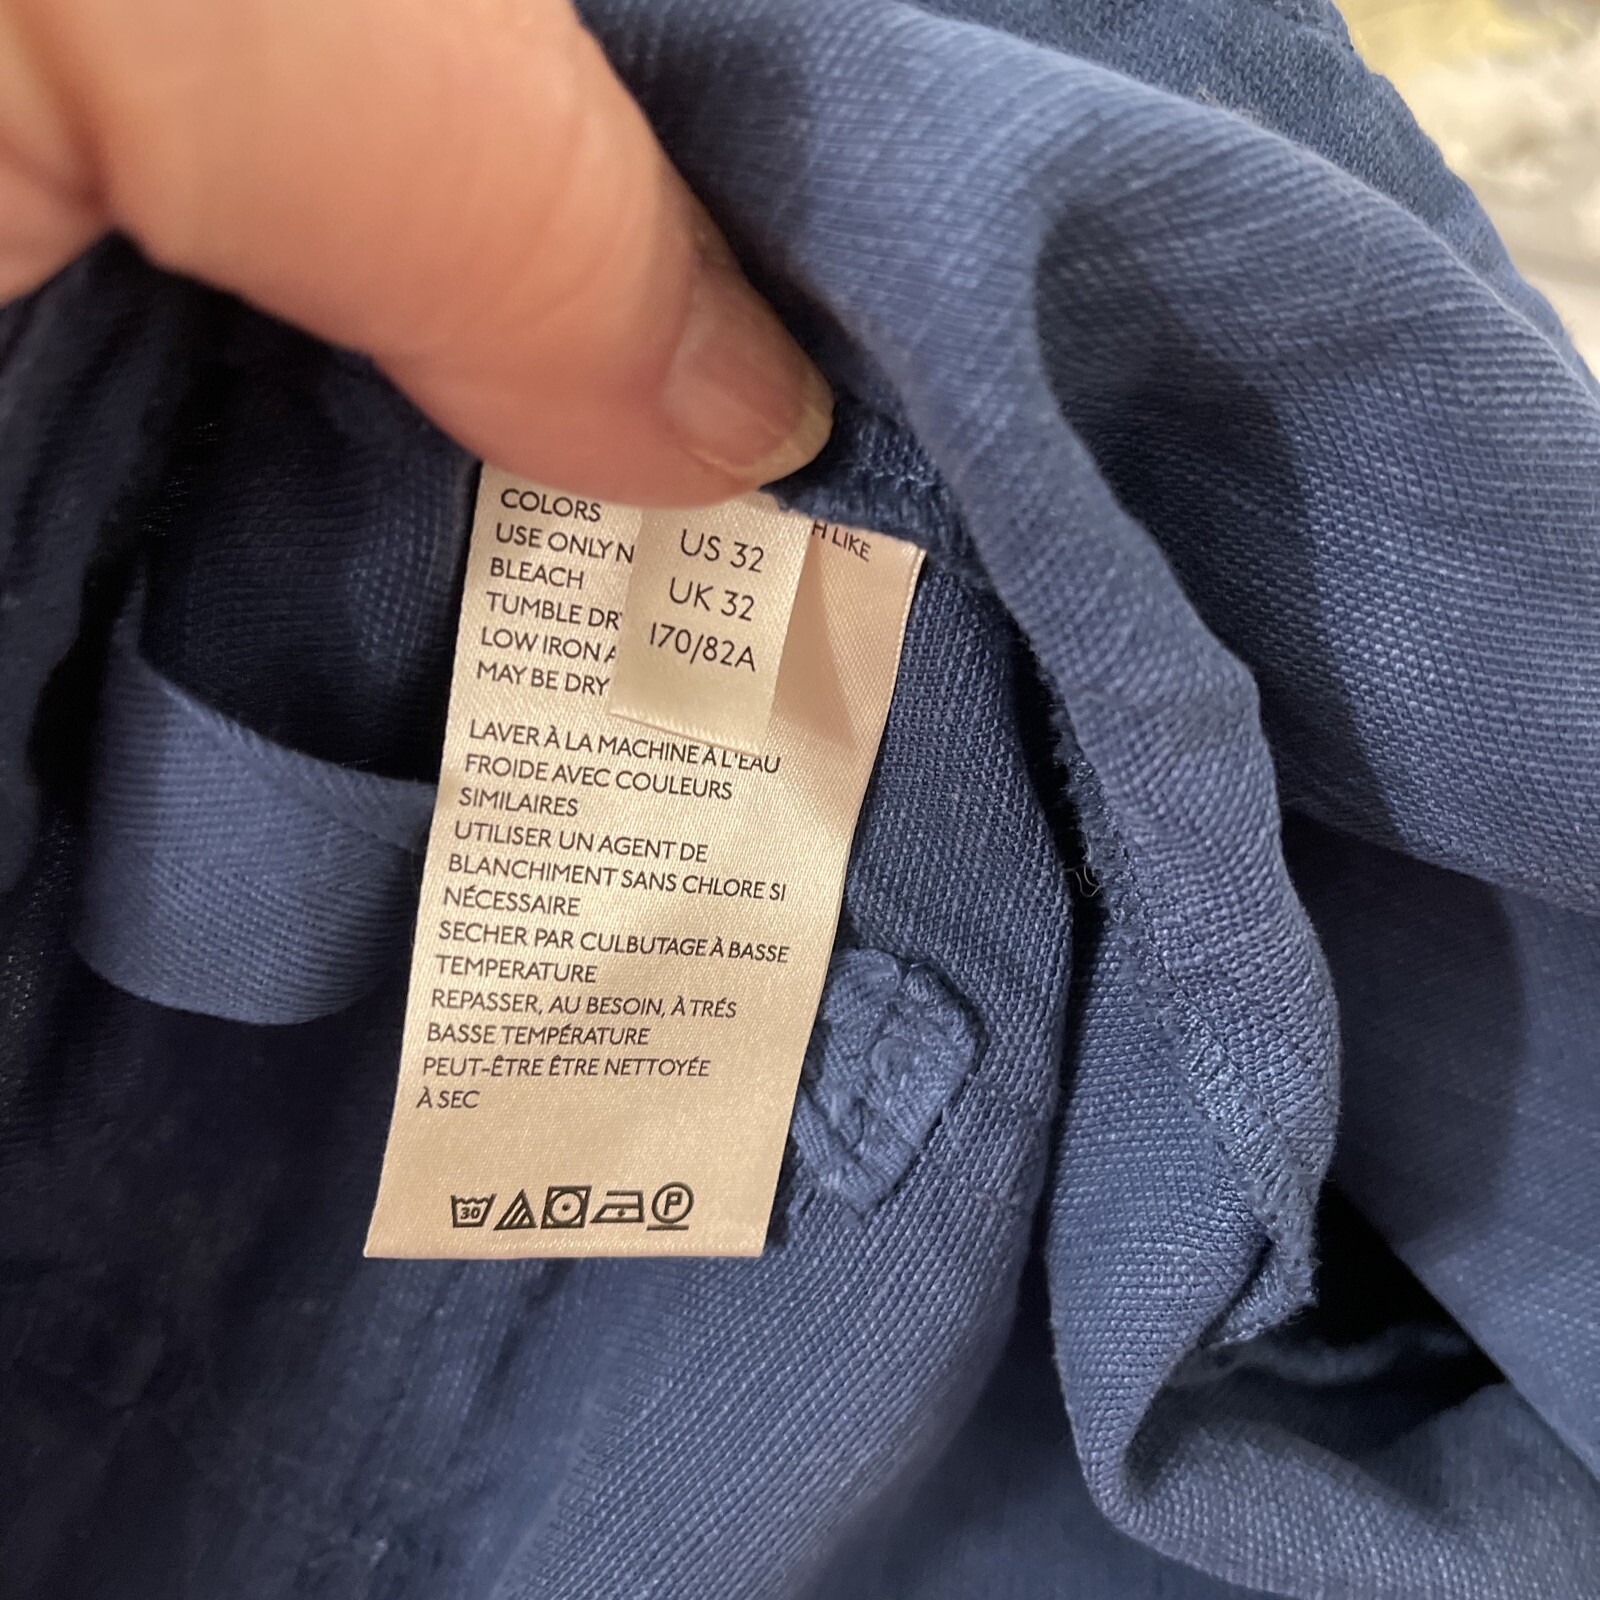 COLORS
USE ONLY N
BLEACH
TUMBLE DRY
LOW IRON A
MAY BE DRY
H LIKE
US 32
UK 32
170/82A
LAVER À LA MACHINE À L'EAU
FROIDE AVEC COULEURS
SIMILAIRES
UTILISER UN AGENT DE
BLANCHIMENT SANS CHLORE SI
NÉCESSAIRE
SECHER PAR CULBUTAGE À BASSE
TEMPERATURE
REPASSER, AU BESOIN, À TRÉS
BASSE TEMPÉRATURE
PEUT-ÊTRE ÊTRE NETTOYÉE
À SEC
30
P